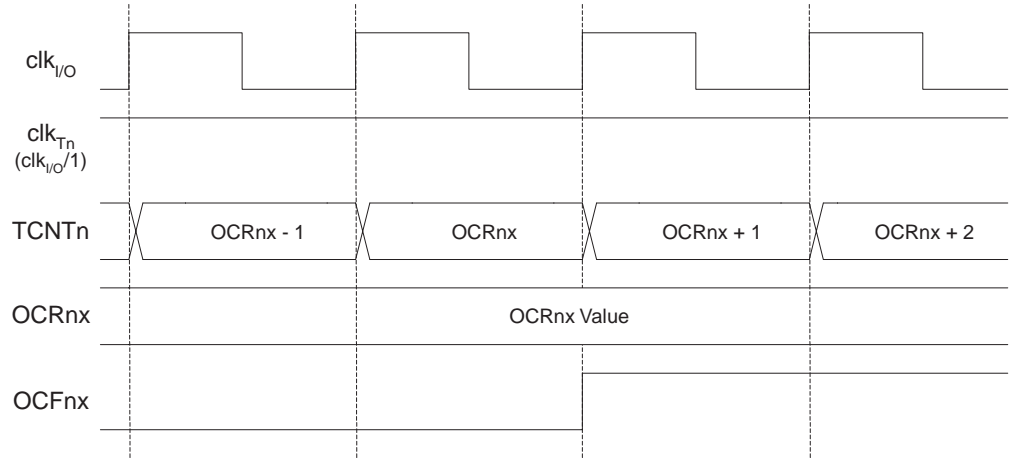 clkI/O
clkTn
(clkI/O/1)
TCNTn OCRnx - 1 OCRnx OCRnx + 1 OCRnx + 2
OCRnx OCRnx Value
OCFnx